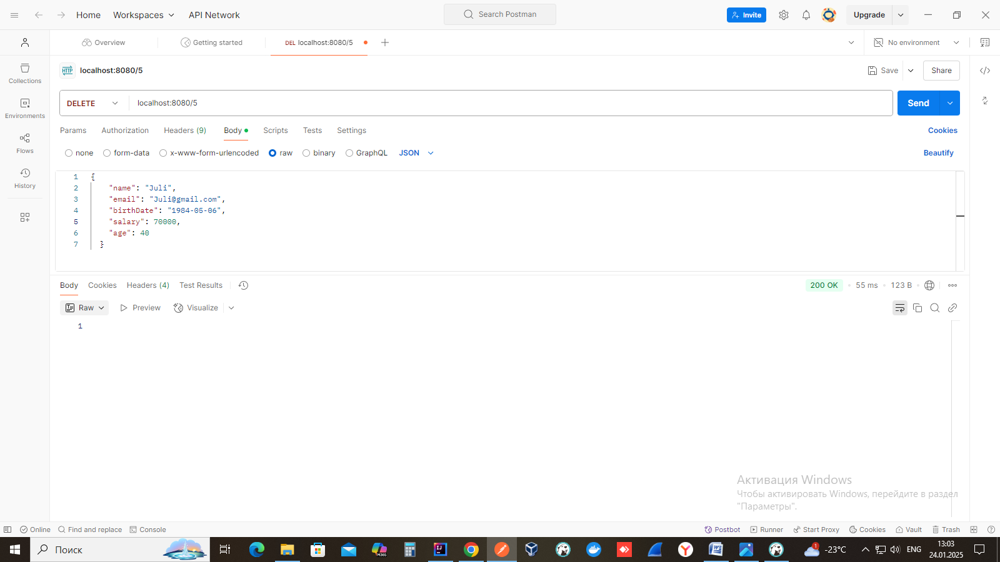 Home Workspaces API Network Search Postman Invite Upgrade
Overview Getting started DEL localhost:8080/5 No environment
HTTP localhost:8080/5 Save Share
Collections
Environments
Flows
History
DELETE localhost:8080/5 Send
Params Authorization Headers (9) Body Scripts Tests Settings Cookies
none form-data x-www-form-urlencoded raw binary GraphQL JSON Beautify
1 {
2 "name": "Juli",
3 "email": "Juli@gmail.com",
4 "birthDate": "1984-05-06",
5 "salary": 70000,
6 "age": 40
7 }
Body Cookies Headers (4) Test Results 200 OK 55 ms 123 B
Raw Preview Visualize
1
Активация Windows
Чтобы активировать Windows, перейдите в раздел
"Параметры".
Online Find and replace Console Postbot Runner Start Proxy Cookies Vault Trash
Поиск M365 1 -23°C ENG 13:03
24.01.2025